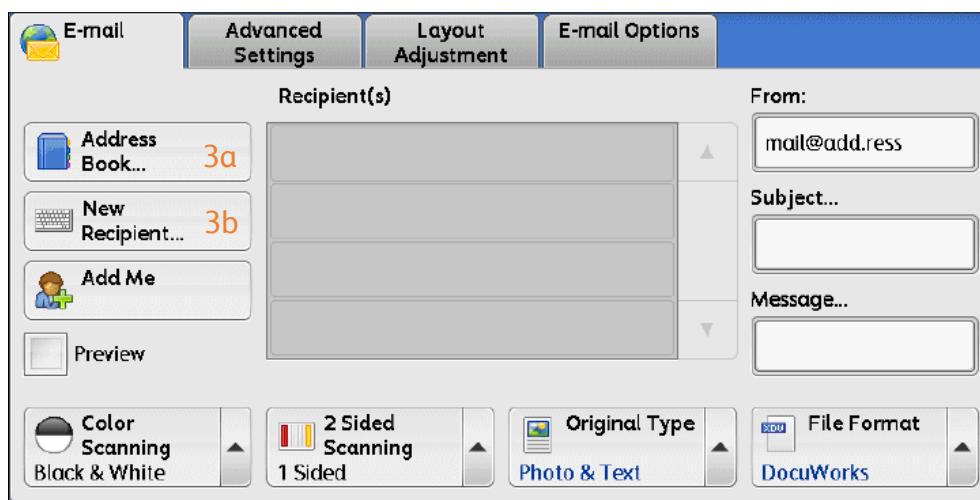 E-mail
Advanced
Settings
Layout
Adjustment
E-mail Options
Recipient(s)
From:
Address
Book...
3a
mail@add.ress
New
Recipient...
3b
Subject...
Add Me
Message...
Preview
Color
Scanning
Black & White
2 Sided
Scanning
1 Sided
Original Type
Photo & Text
XDW
File Format
DocuWorks